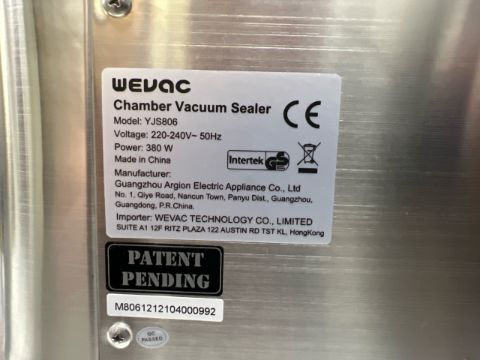 WEVAC
Chamber Vacuum Sealer
CE
Model: YJS806
Voltage: 220-240V~ 50Hz
Power: 380 W
Made in China
Intertek GS
Manufacturer:
Guangzhou Argion Electric Appliance Co., Ltd
No. 1, Qiye Road, Nancun Town, Panyu Dist., Guangzhou,
Guangdong, P.R.China.
Importer: WEVAC TECHNOLOGY CO., LIMITED
SUITE A1 12F RITZ PLAZA 122 AUSTIN RD TST KL, HongKong
PATENT
PENDING
M8061212104000992
QC
PASSED